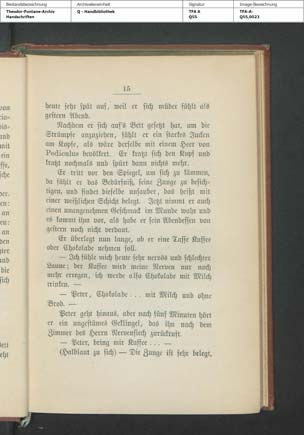 Bestandsbezeichnung
Archiveinheit
Signatur
Image-Bezeichnung
Theodor-Fontane-Archiv
Handschriften
Q - Handbibliothek
TFA A
Q55
TFA-A-
Q55,0023
15
heute sehr spät auf, weil er sich müder fühlt als
gestern Abend.
Nachdem er sich auf's Bett gesetzt hat, um die
Strümpfe anzuziehen, fühlt er ein starkes Jucken
am Kopfe, als wäre derselbe mit einem Heer von
bevölkert. Er kratzt sich den Kopf und
kratzt nochmals und spürt dann nichts mehr.
Er tritt vor den Spiegel, um sich zu kämmen,
da fühlt er das Bedürfniß, seine Zunge zu besich-
tigen, und findet dieselbe unsauber, das heißt mit
einer weißlichen Schicht belegt. Jetzt nimmt er auch
einen unangenehmen Geschmack im Munde wahr und
es kommt ihm vor, als habe er sein Abendessen von
gestern noch nicht verdaut.
Er überlegt nun lange, ob er eine Tasse Kaffee
oder Chokolade nehmen soll.
— Ich fühle mich heute sehr nervös und schlechter
Laune; der Kaffee wird meine Nerven nur noch
mehr erregen, ich werde also Chokolade mit Milch
trinken. —
— Peter, Chokolade . . . mit Milch und ohne
Brod. —
Peter geht hinaus, aber nach fünf Minuten hört
er ein ungestümes Geklingel, das ihn nach dem
Zimmer des Herrn Nervensiech zurückruft.
— Peter, bring mir Kaffee . . . —
(Halblaut zu sich) — Die Zunge ist sehr belegt,